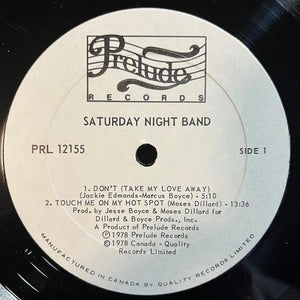 Prelude
RECORDS
SATURDAY NIGHT BAND
PRL 12155
SIDE 1
1. DON'T (TAKE MY LOVE AWAY)
(Jackie Edmonds-Marcus Boyce) - 5:10
2. TOUCH ME ON MY HOT SPOT (Moses Dillard) - 13:36
Prod. by Jesse Boyce & Moses Dillard for
Dillard & Boyce Prods., Inc.
A Product of Prelude Records
℗1978 Prelude Records
©1978 Canada - Quality
Records Limited
MANUFACTURED IN CANADA BY QUALITY RECORDS LIMITED